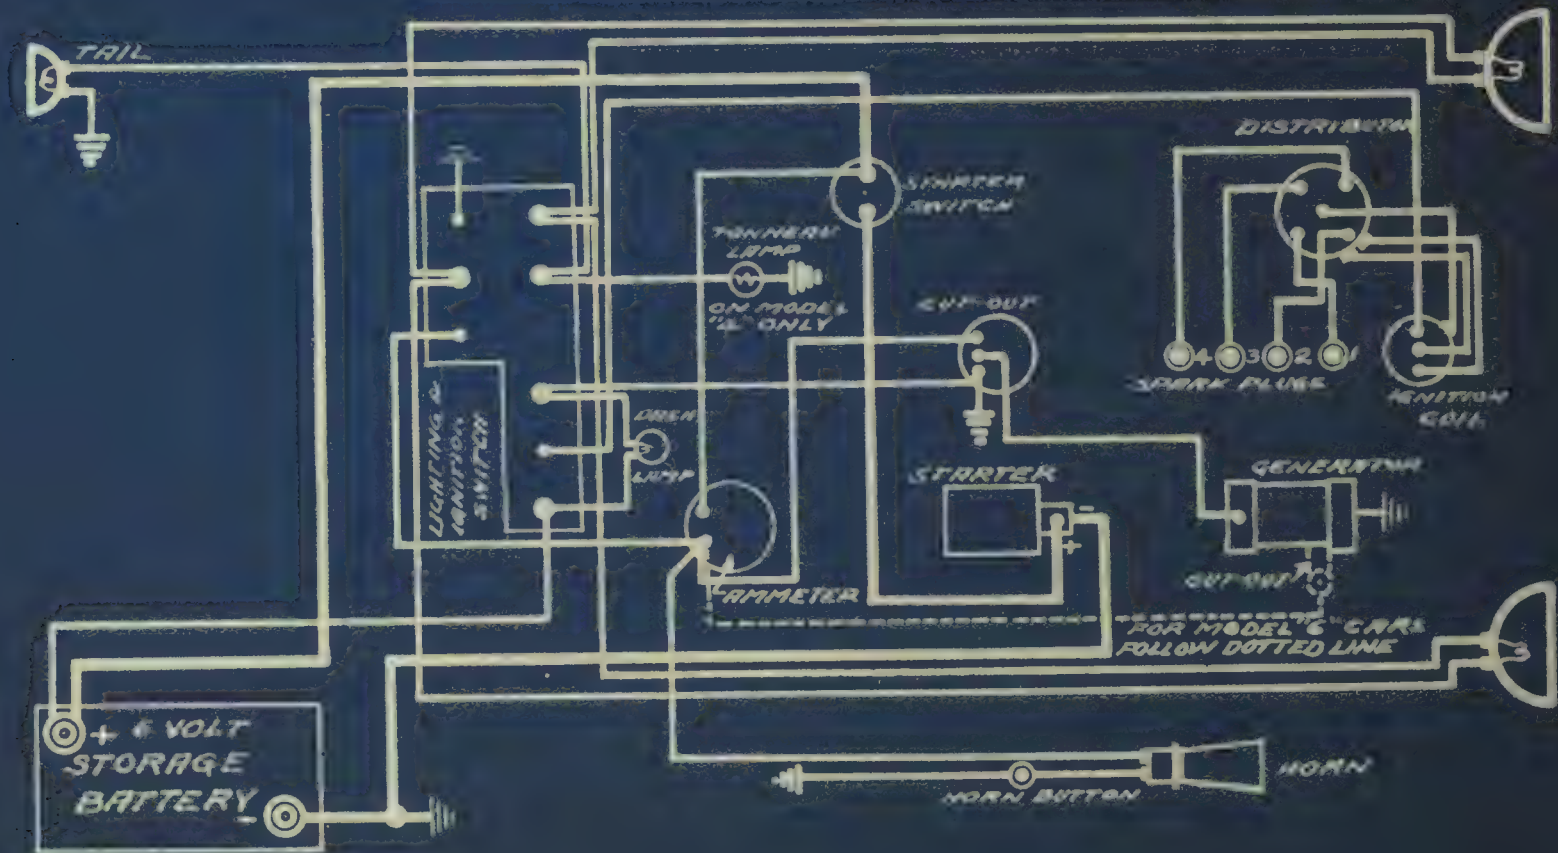 TAIL
DISTRIBUTOR
STARTER
SWITCH
TONNEAU
LAMP
ON MODEL
"6" ONLY
CUT-OUT
4 3 2 1
SPARK PLUGS
IGNITION
COIL
LIGHTING &
IGNITION
SWITCH
DASH
LAMP
STARTER
- 
+
GENERATOR
CUT-OUT
AMMETER
FOR MODEL 6" CARS
FOLLOW DOTTED LINE
+ 6 VOLT
STORAGE
BATTERY
-
HORN
HORN BUTTON